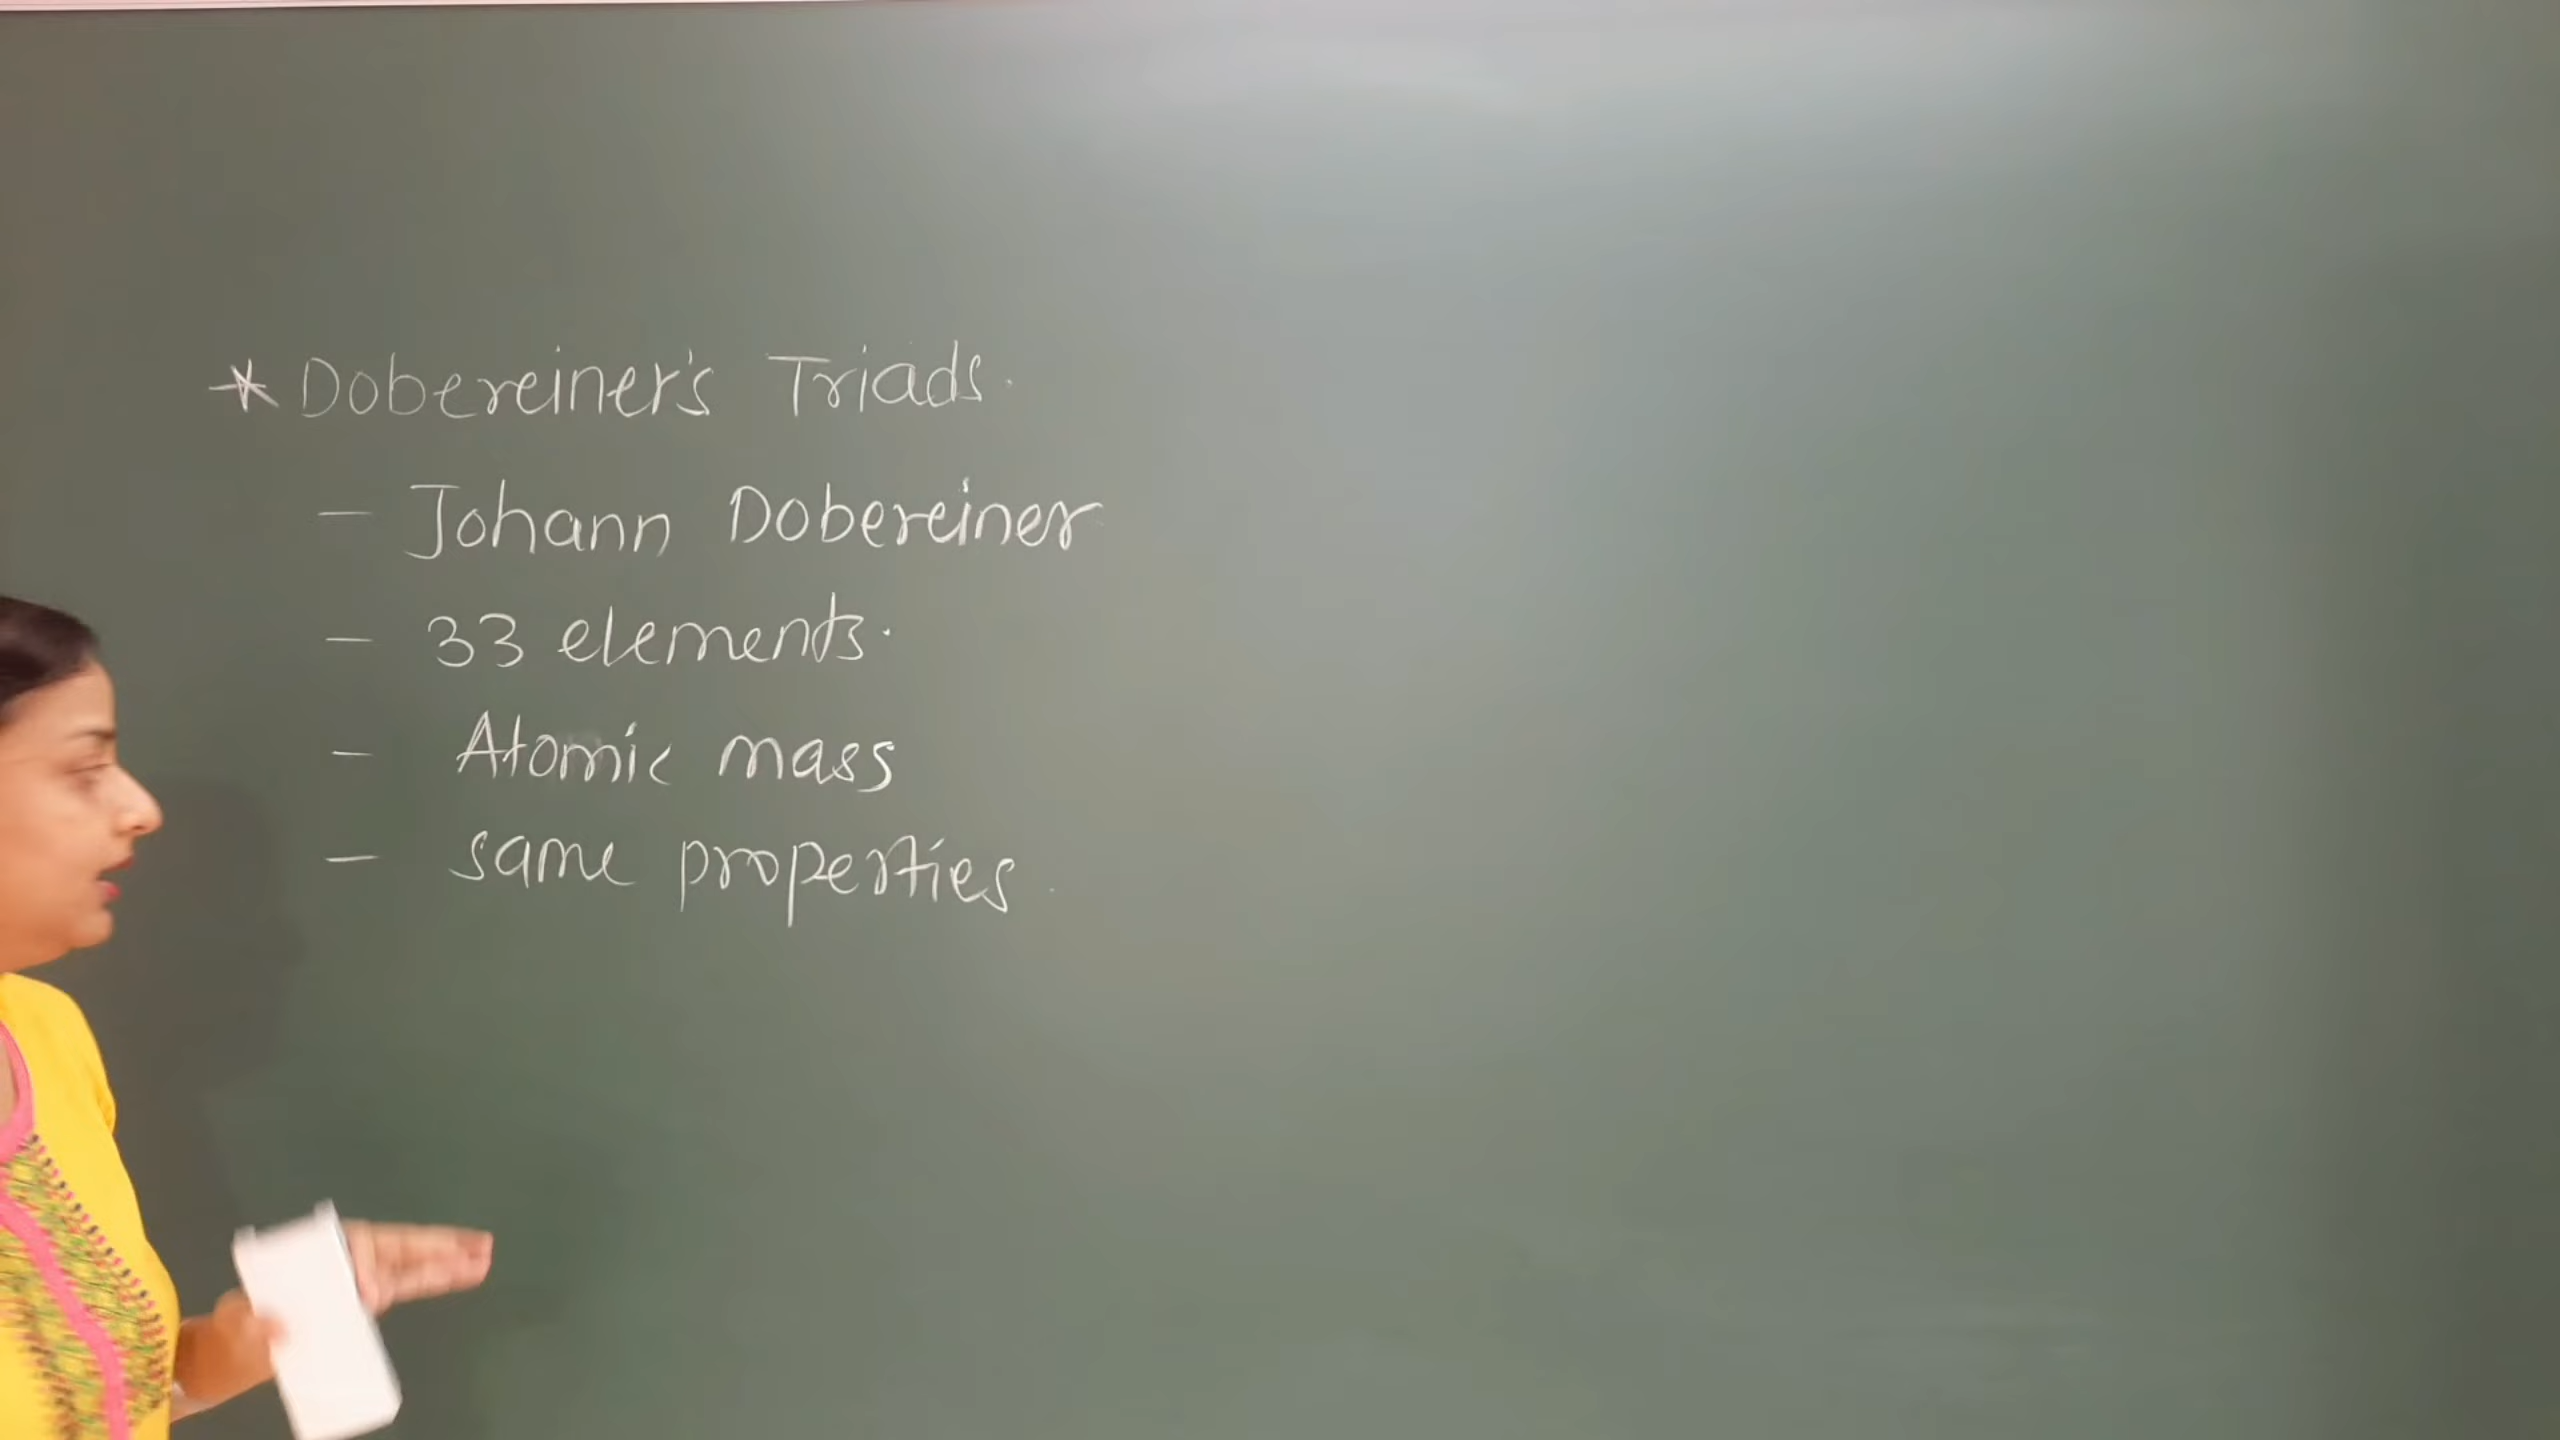 * Dobereiner's Triads.
- Johann Dobereiner
- 33 elements.
- Atomic mass
- same properties.